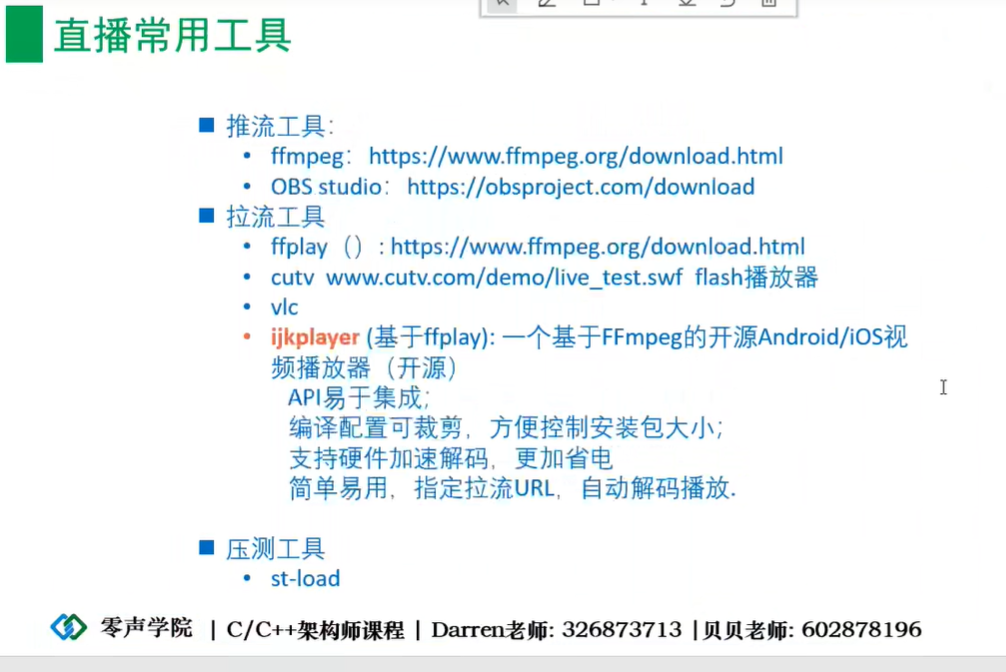 直播常用工具
推流工具:
• ffmpeg： https://www.ffmpeg.org/download.html
• OBS studio： https://obsproject.com/download
拉流工具
• ffplay （）: https://www.ffmpeg.org/download.html
• cutv www.cutv.com/demo/live_test.swf flash播放器
• vlc
• ijkplayer (基于ffplay): 一个基于FFmpeg的开源Android/iOS视
频播放器（开源）
API易于集成;
编译配置可裁剪，方便控制安装包大小;
支持硬件加速解码，更加省电
简单易用，指定拉流URL，自动解码播放.
压测工具
• st-load
零声学院 | C/C++架构师课程 | Darren老师: 326873713 |贝贝老师: 602878196